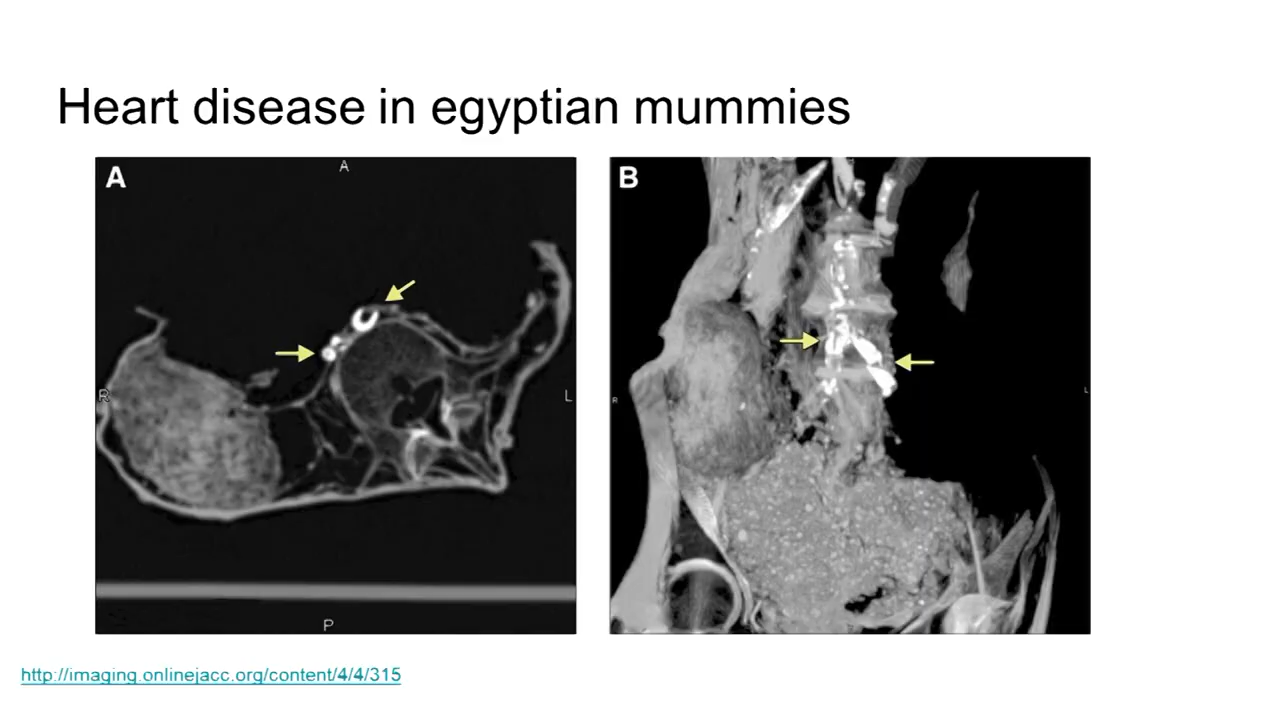 Heart disease in egyptian mummies
A
A
R
L
P
B
R
L
http://imaging.onlinejacc.org/content/4/4/315